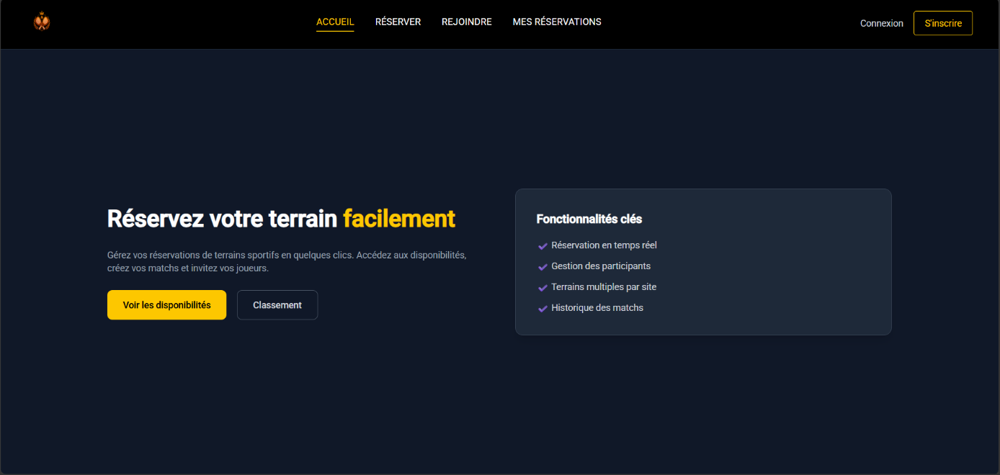 ACCUEIL RÉSERVER REJOINDRE MES RÉSERVATIONS Connexion S'inscrire
Réservez votre terrain facilement
Gérez vos réservations de terrains sportifs en quelques clics. Accédez aux disponibilités,
créez vos matchs et invitez vos joueurs.
Voir les disponibilités Classement
Fonctionnalités clés
Réservation en temps réel
Gestion des participants
Terrains multiples par site
Historique des matchs